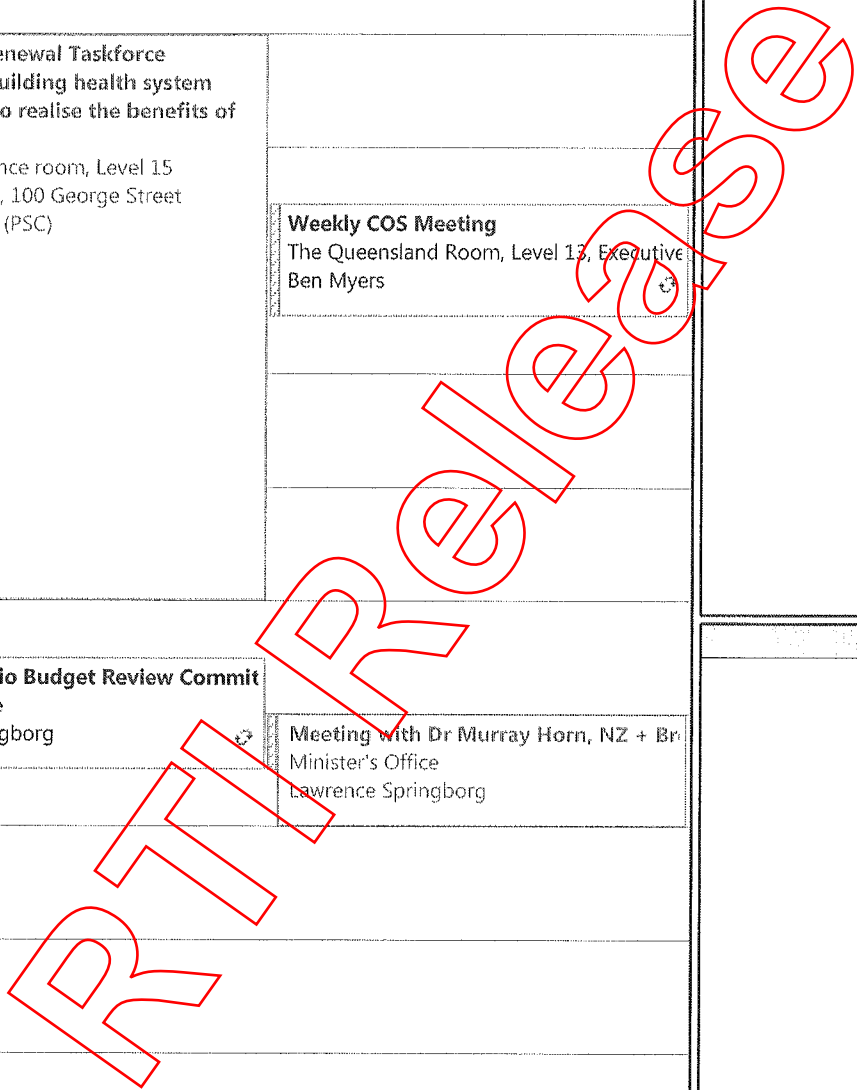 enewal Taskforce
uilding health system
o realise the benefits of
nce room, Level 15
, 100 George Street
(PSC)
Weekly COS Meeting
The Queensland Room, Level 13, Executive
Ben Myers
io Budget Review Commit
e
gborg
Meeting with Dr Murray Horn, NZ + Br
Minister's Office
Lawrence Springborg
RTI Release